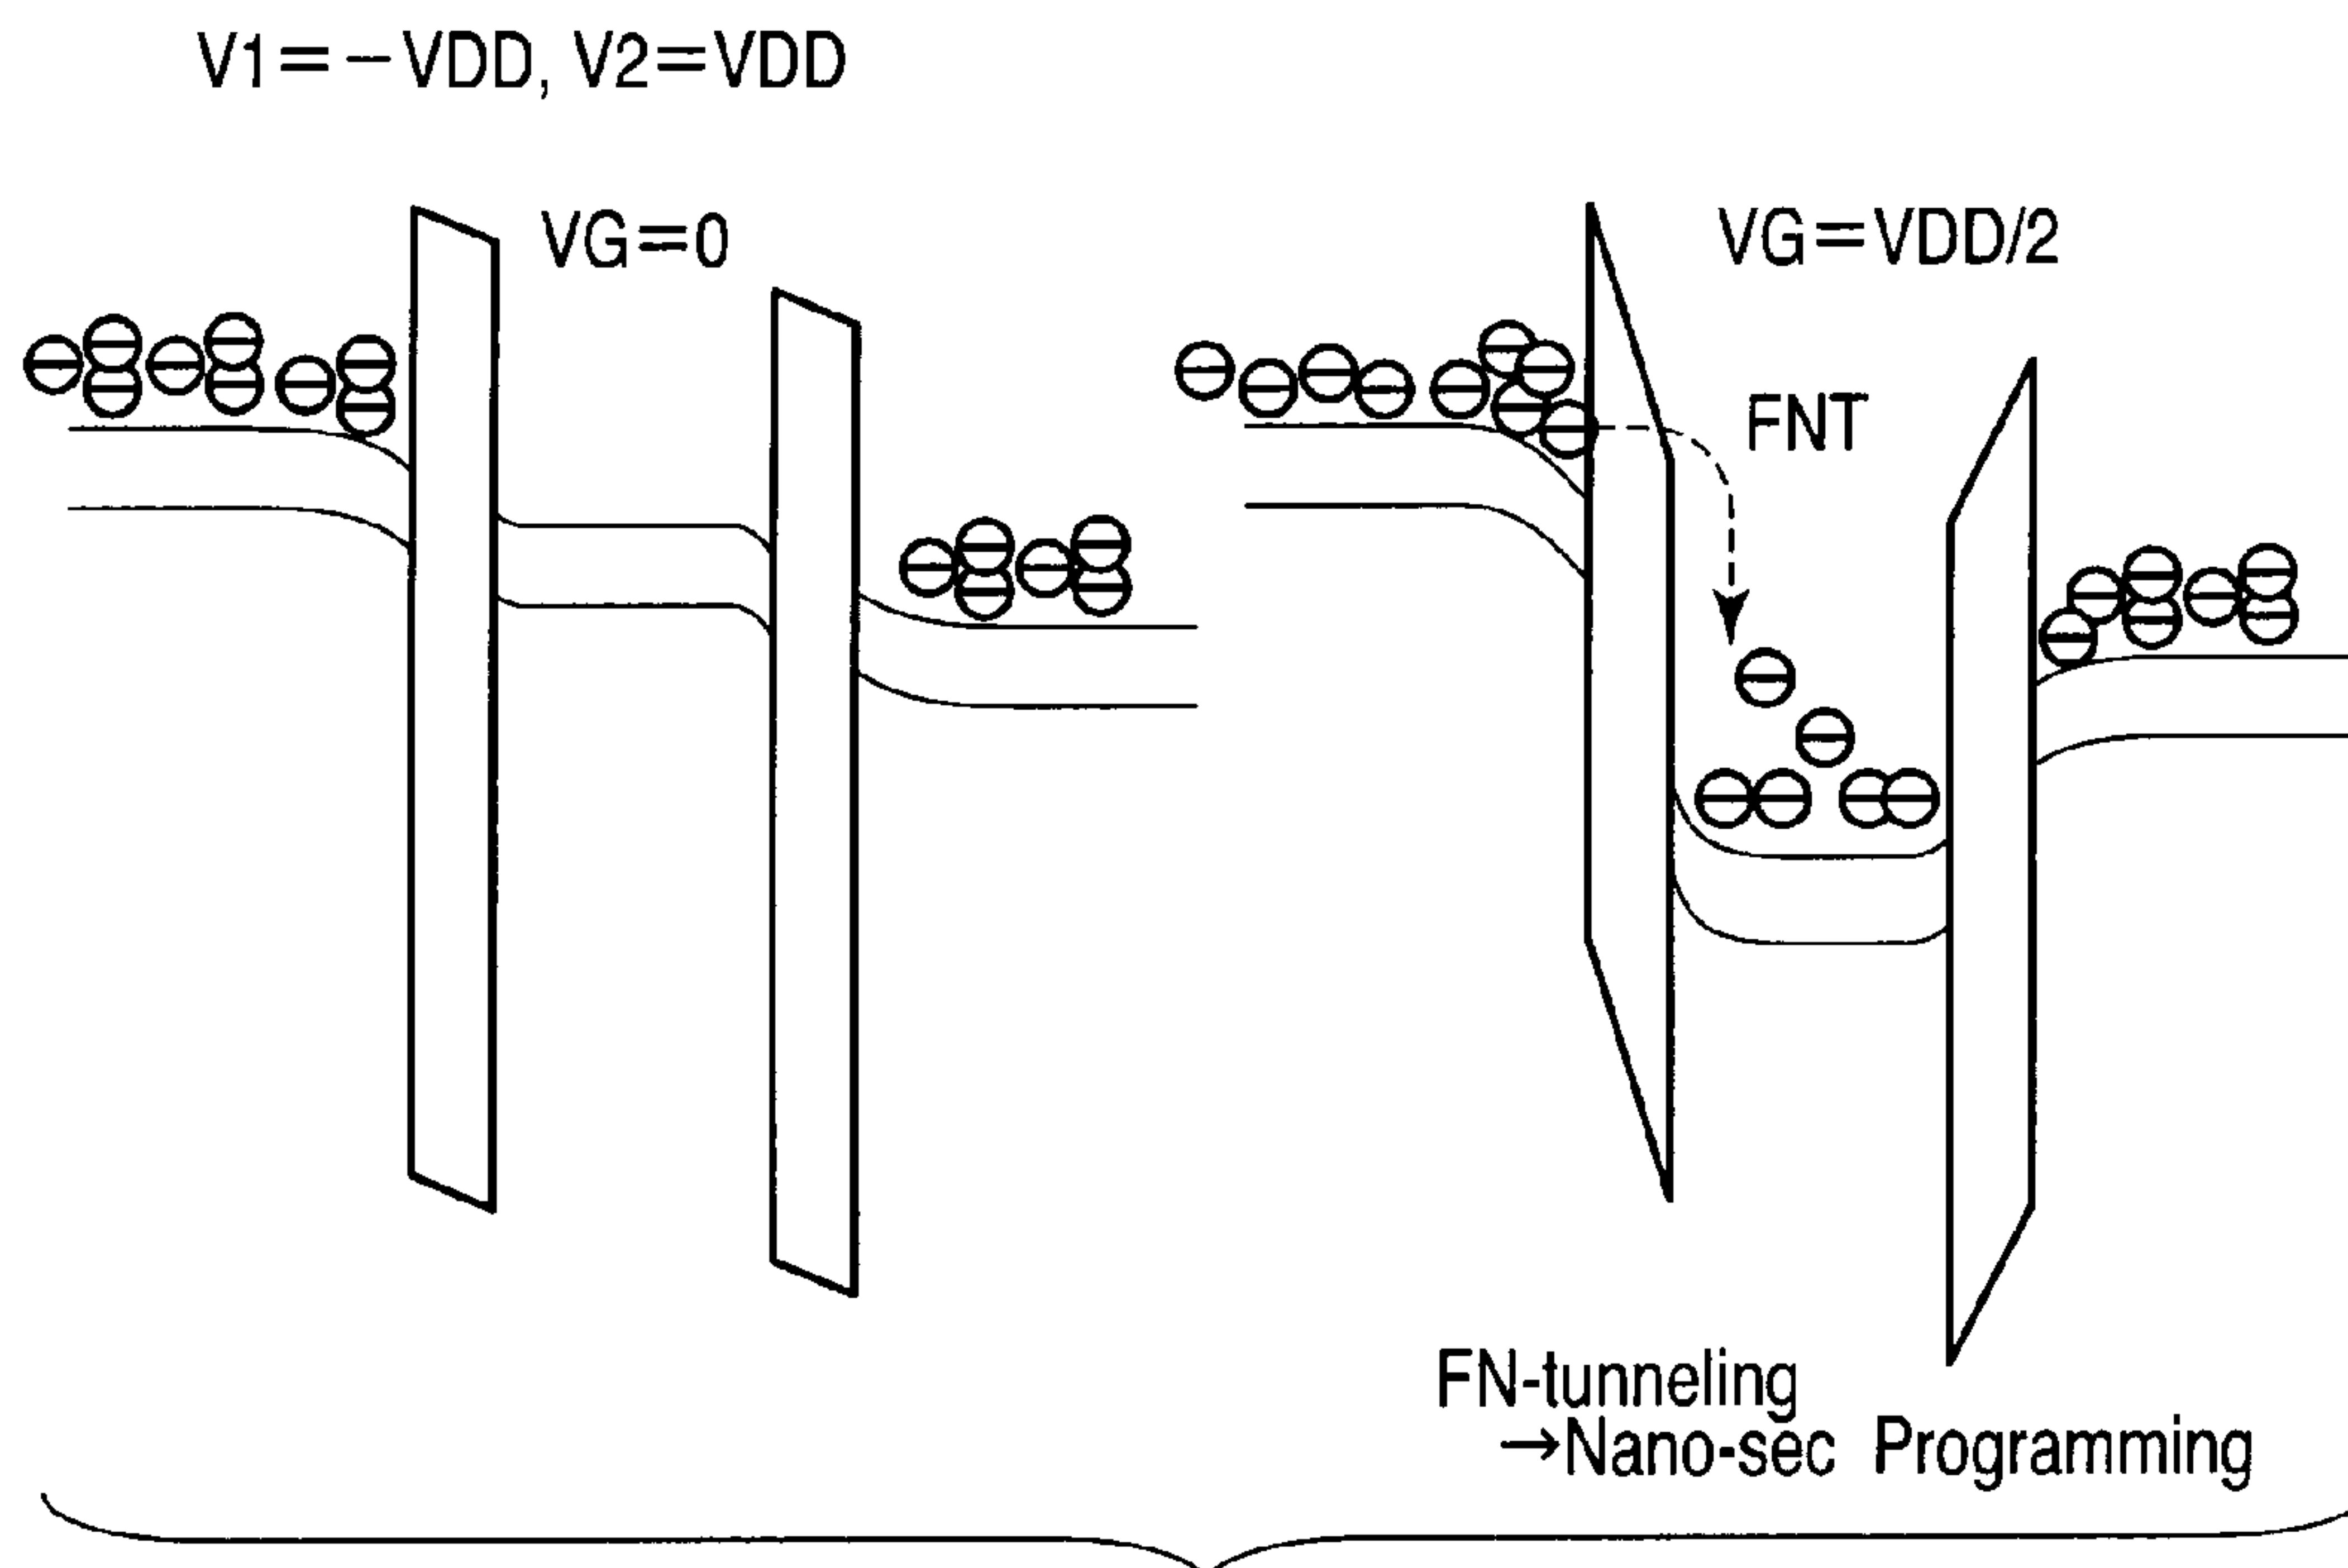 V1=−VDD, V2=VDD
VG=0
VG=VDD/2
FNT
FN-tunneling
→Nano-sec Programming